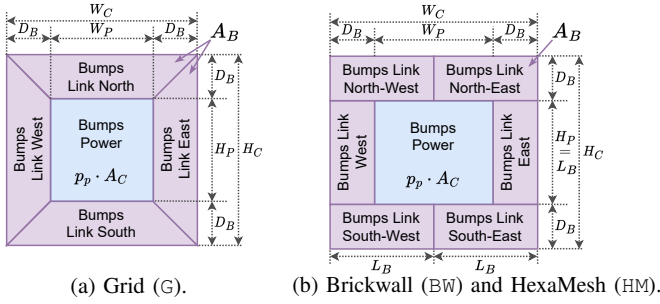 W_C
D_B W_P D_B
A_B
Bumps
Link North
D_B
Bumps
Link West
Bumps
Power
p_p · A_C
Bumps
Link East
H_P
H_C
Bumps
Link South
D_B
(a) Grid (G).
W_C
D_B W_P D_B
A_B
Bumps Link
North-West
Bumps Link
North-East
D_B
Bumps Link
West
Bumps
Power
p_p · A_C
Bumps Link
East
H_P
=
L_B
H_C
Bumps Link
South-West
Bumps Link
South-East
D_B
L_B L_B
(b) Brickwall (BW) and HexaMesh (HM).